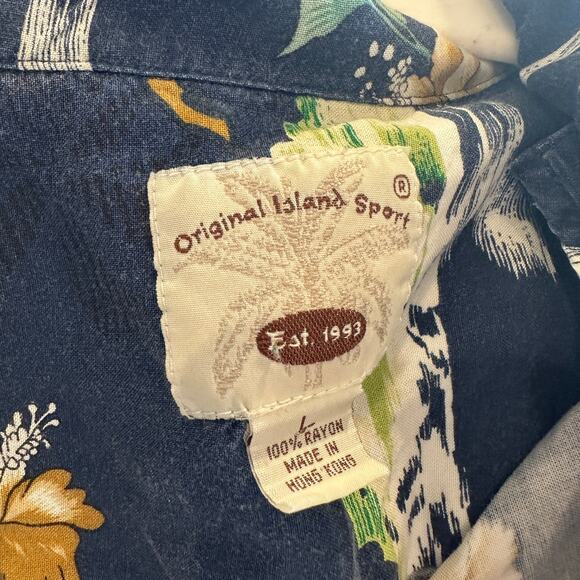 Original Island Sport ®
Est. 1993
L
100% RAYON
MADE IN
HONG KONG